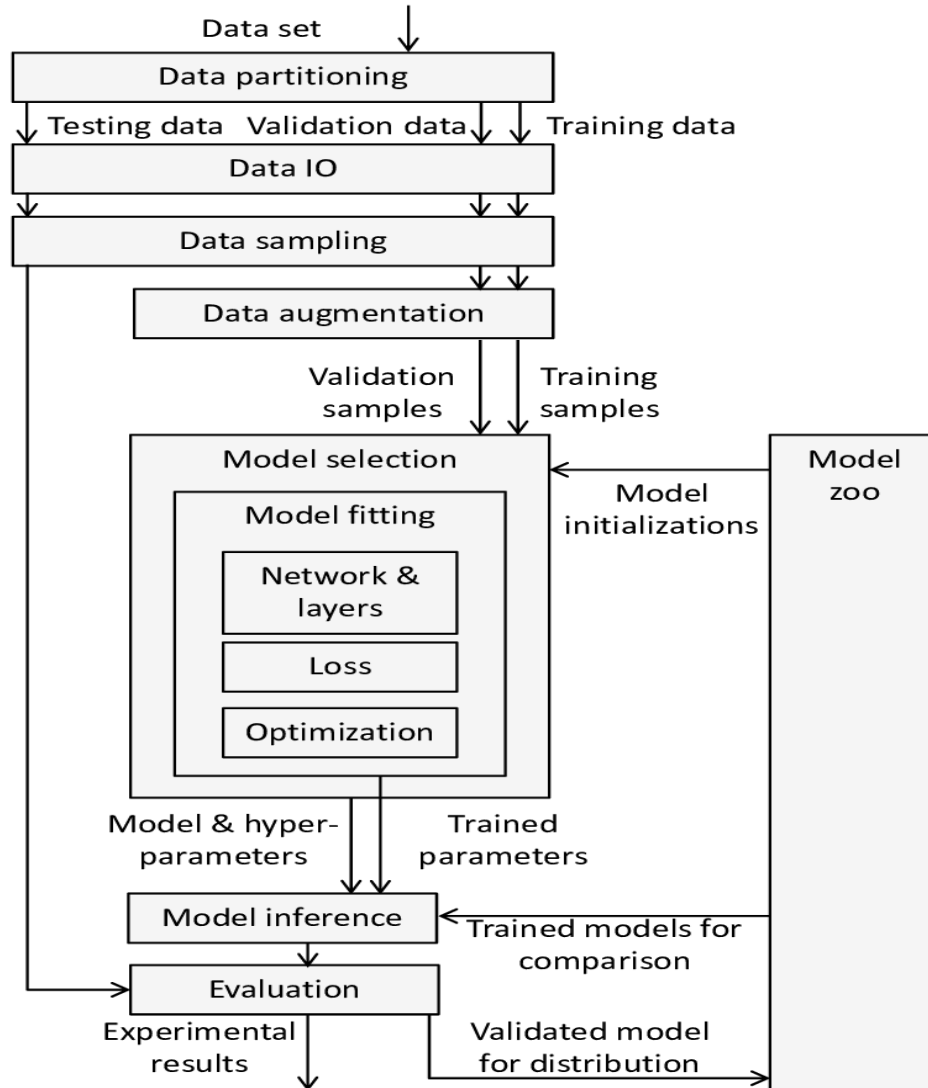 Data set
Data partitioning
Testing data
Validation data
Training data
Data IO
Data sampling
Data augmentation
Validation
samples
Training
samples
Model selection
Model
zoo
Model
initializations
Model fitting
Network &
layers
Loss
Optimization
Model & hyper-
parameters
Trained
parameters
Model inference
Trained models for
comparison
Evaluation
Experimental
results
Validated model
for distribution